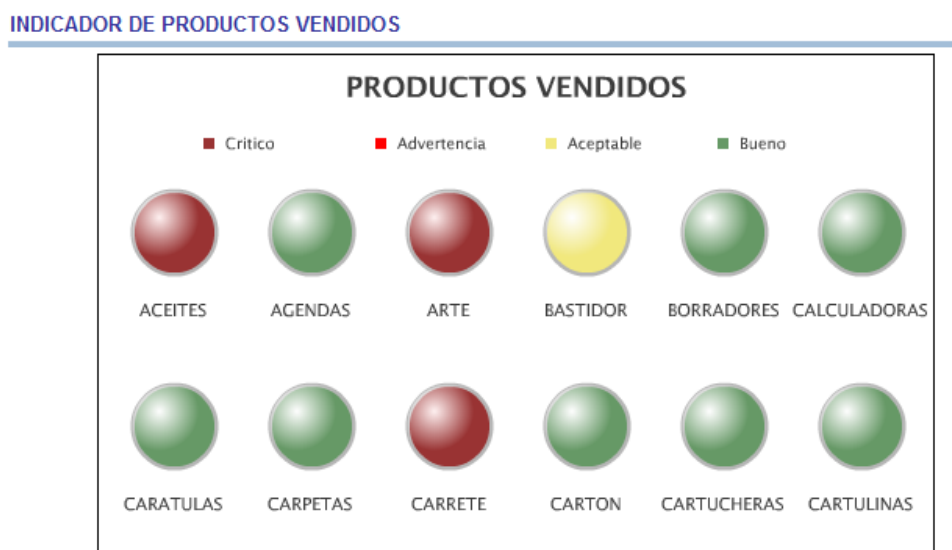 INDICADOR DE PRODUCTOS VENDIDOS
PRODUCTOS VENDIDOS
Critico Advertencia Aceptable Bueno
ACEITES AGENDAS ARTE BASTIDOR BORRADORES CALCULADORAS
CARATULAS CARPETAS CARRETE CARTON CARTUCHERAS CARTULINAS